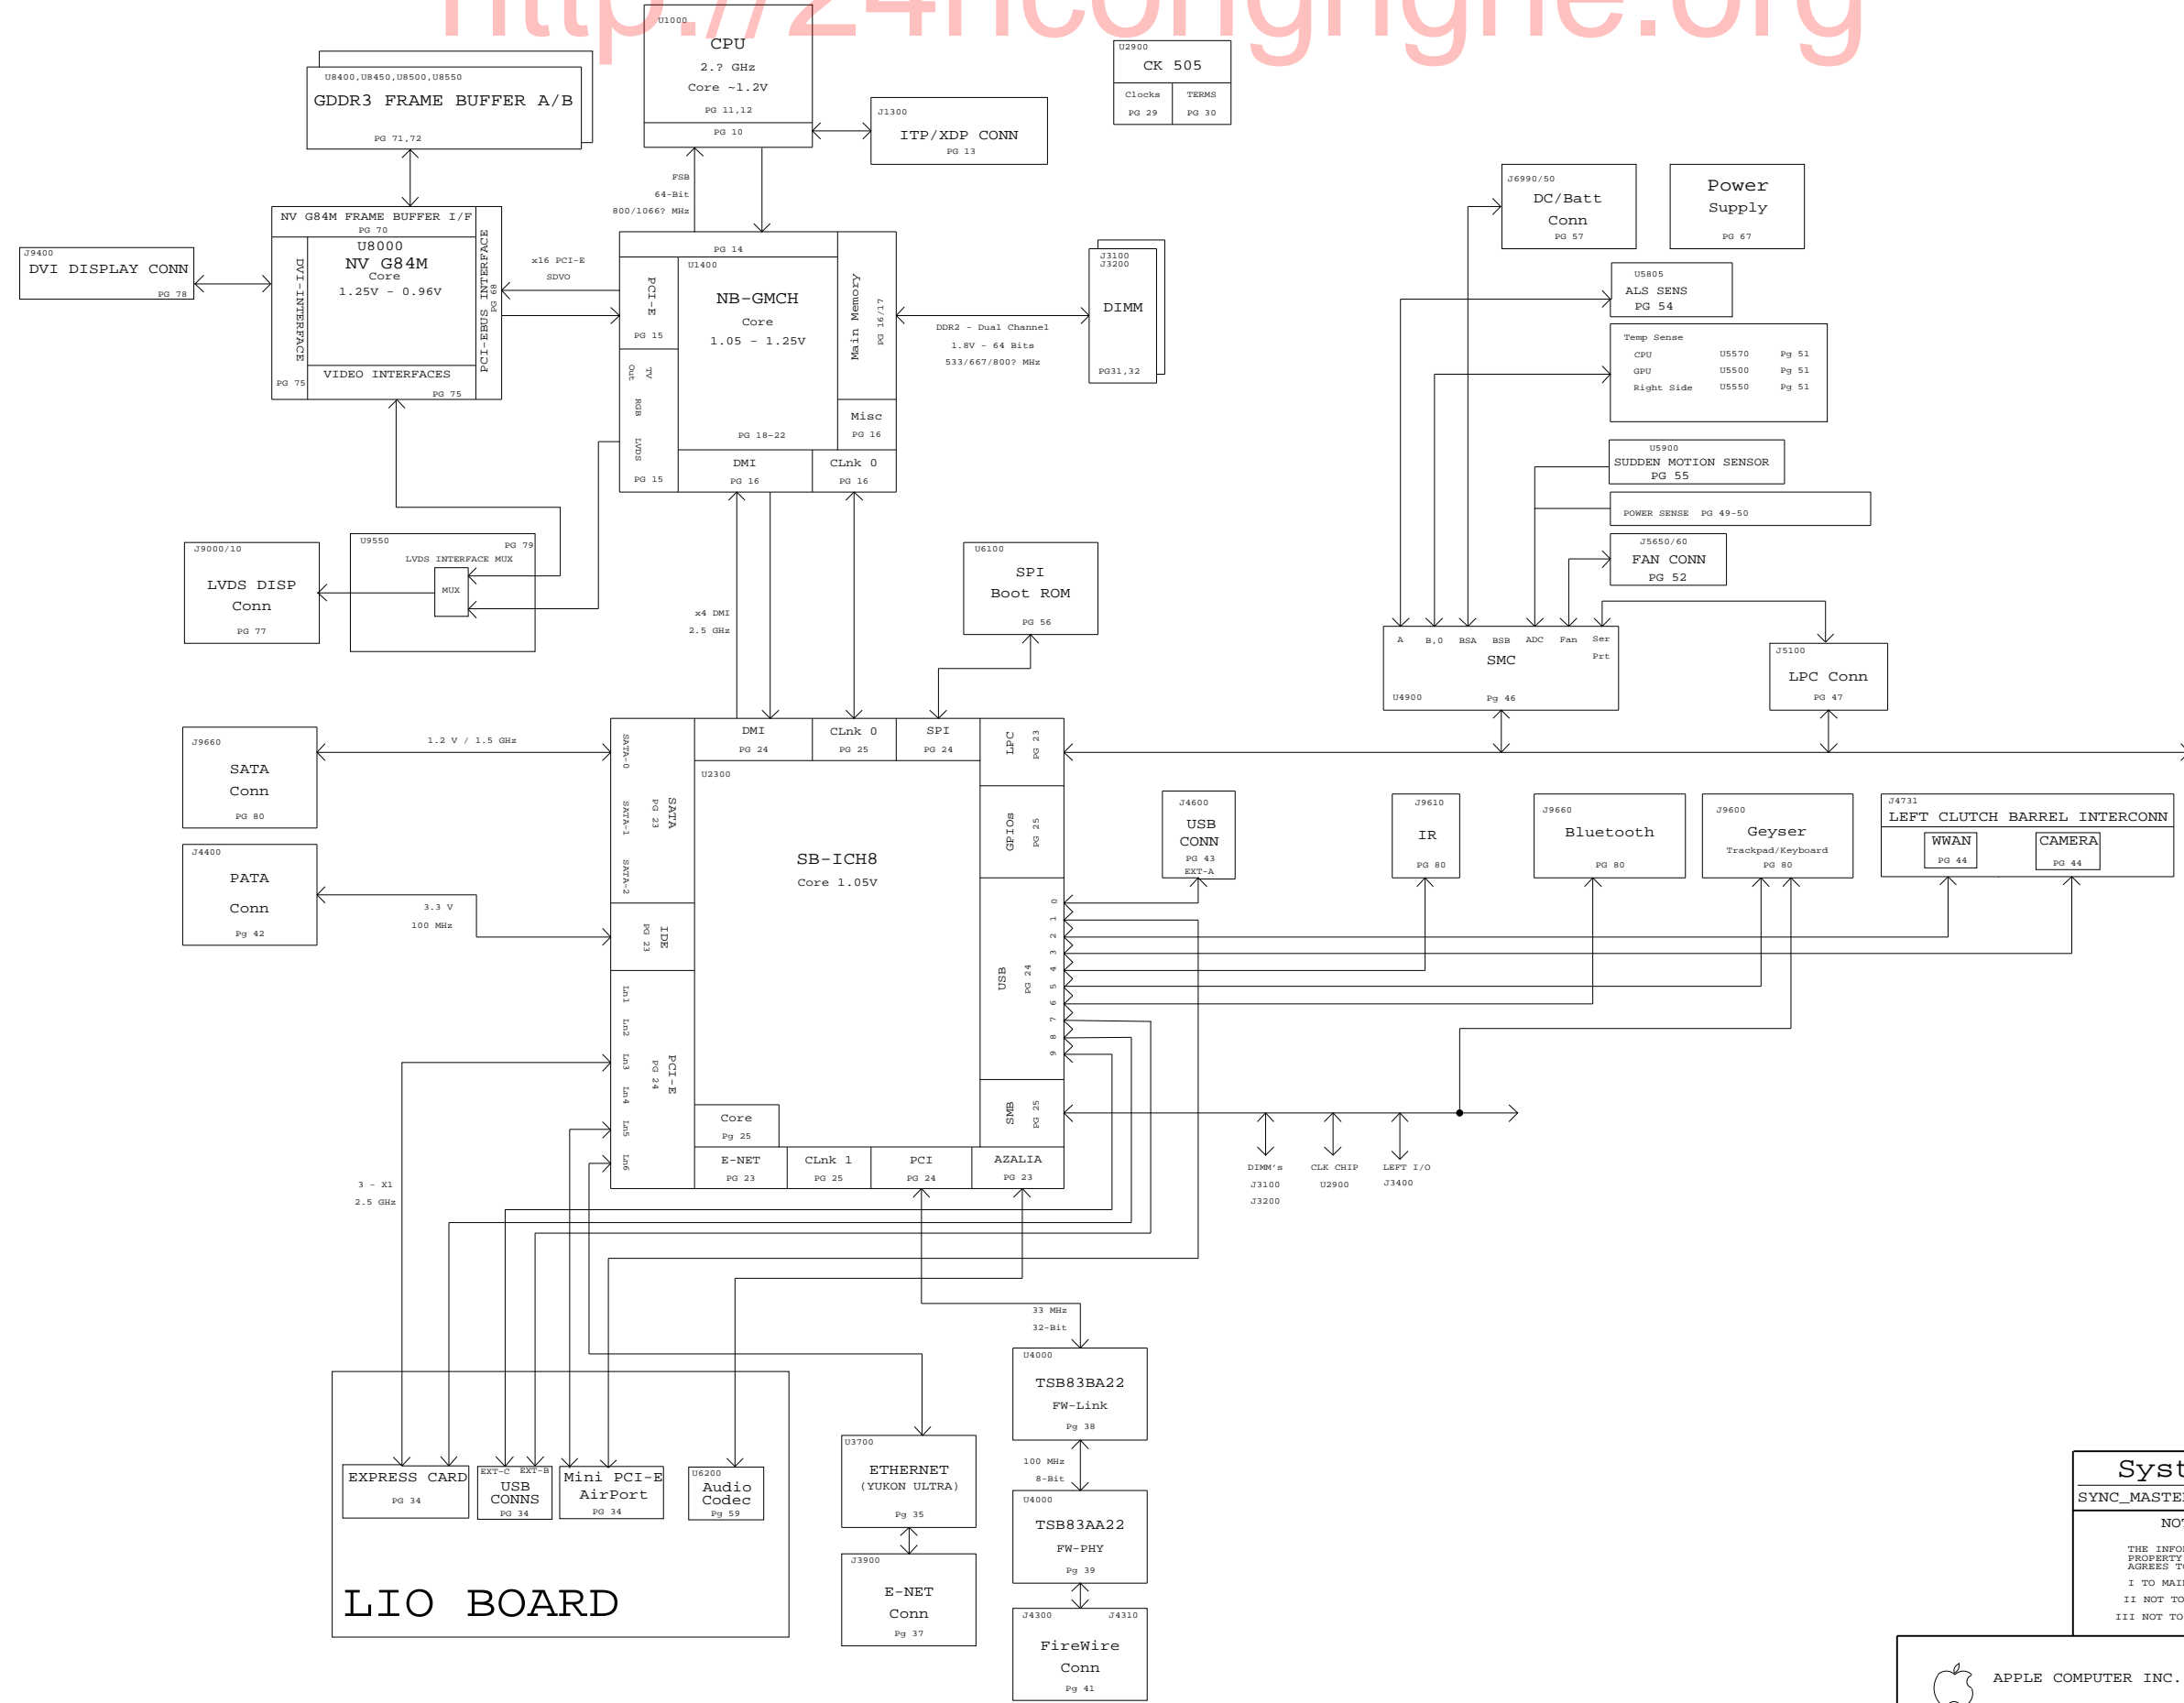 http://24hcongnghe.org
U1000
CPU
2.? GHz
Core ~1.2V
PG 11,12
PG 10
U2900
CK 505
Clocks
PG 29
TERMS
PG 30
J1300
ITP/XDP CONN
PG 13
U8400,U8450,U8500,U8550
GDDR3 FRAME BUFFER A/B
PG 71,72
FSB
64-Bit
800/1066? MHz
NV G84M FRAME BUFFER I/F
PG 70
U8000
NV G84M
Core
1.25V - 0.96V
DVI-INTERFACE
PG 75
PCI-EBUS INTERFACE
PG 68
VIDEO INTERFACES
PG 75
J9400
DVI DISPLAY CONN
PG 78
x16 PCI-E
SDVO
PG 14
U1400
NB-GMCH
Core
1.05 - 1.25V
PG 18-22
PCI-E
PG 15
TV
Out
RGB
LVDS
PG 15
Main Memory
PG 16/17
Misc
PG 16
DMI
PG 16
CLnk 0
PG 16
DDR2 - Dual Channel
1.8V - 64 Bits
533/667/800? MHz
J3100
J3200
DIMM
PG31,32
J6990/50
DC/Batt
Conn
PG 57
Power
Supply
PG 67
U5805
ALS SENS
PG 54
Temp Sense
CPU U5570 Pg 51
GPU U5500 Pg 51
Right Side U5550 Pg 51
U5900
SUDDEN MOTION SENSOR
PG 55
POWER SENSE PG 49-50
J5650/60
FAN CONN
PG 52
A B,0 BSA BSB ADC Fan Ser
Prt
SMC
U4900 Pg 46
J5100
LPC Conn
PG 47
J9000/10
LVDS DISP
Conn
PG 77
U9550
PG 79
LVDS INTERFACE MUX
MUX
x4 DMI
2.5 GHz
U6100
SPI
Boot ROM
PG 56
J9660
SATA
Conn
PG 80
1.2 V / 1.5 GHz
J4400
PATA
Conn
Pg 42
3.3 V
100 MHz
DMI
PG 24
CLnk 0
PG 25
SPI
PG 24
LPC
PG 23
U2300
SB-ICH8
Core 1.05V
SATA-0
SATA-1
SATA-2
SATA
PG 23
IDE
PG 23
Ln1
Ln2
Ln3
Ln4
Ln5
Ln6
PCI-E
PG 24
GPIOs
PG 25
USB
PG 24
0
1
2
3
4
5
6
7
8
9
SMB
PG 25
Core
Pg 25
E-NET
PG 23
CLnk 1
PG 25
PCI
PG 24
AZALIA
PG 23
J4600
USB
CONN
PG 43
EXT-A
J9610
IR
PG 80
J9660
Bluetooth
PG 80
J9600
Geyser
Trackpad/Keyboard
PG 80
J4731
LEFT CLUTCH BARREL INTERCONN
WWAN
PG 44
CAMERA
PG 44
DIMM's
J3100
J3200
CLK CHIP
U2900
LEFT I/O
J3400
3 - X1
2.5 GHz
33 MHz
32-Bit
U4000
TSB83BA22
FW-Link
Pg 38
100 MHz
8-Bit
U4000
TSB83AA22
FW-PHY
Pg 39
J4300 J4310
FireWire
Conn
Pg 41
U3700
ETHERNET
(YUKON ULTRA)
Pg 35
J3900
E-NET
Conn
Pg 37
EXPRESS CARD
PG 34
EXT-C EXT-B
USB
CONNS
PG 34
Mini PCI-E
AirPort
PG 34
U6200
Audio
Codec
Pg 59
LIO BOARD
Syst
SYNC_MASTE
NOT
THE INFO
PROPERTY
AGREES T
I TO MAI
II NOT TO
III NOT TO
APPLE COMPUTER INC.